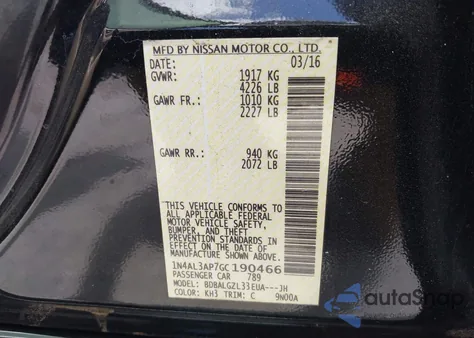 MFD BY NISSAN MOTOR CO., LTD.
DATE: 03/16
GVWR: 1917 KG
4226 LB
GAWR FR.: 1010 KG
2227 LB
GAWR RR.: 940 KG
2072 LB
THIS VEHICLE CONFORMS TO
ALL APPLICABLE FEDERAL
MOTOR VEHICLE SAFETY,
BUMPER, AND THEFT
PREVENTION STANDARDS IN
EFFECT ON THE DATE OF
MANUFACTURE SHOWN ABOVE.
1N4AL3AP7GC190466
PASSENGER CAR 789
MODEL: BDBALGZL33EUA---JH
COLOR: KH3 TRIM: C 9N00A
autasnap